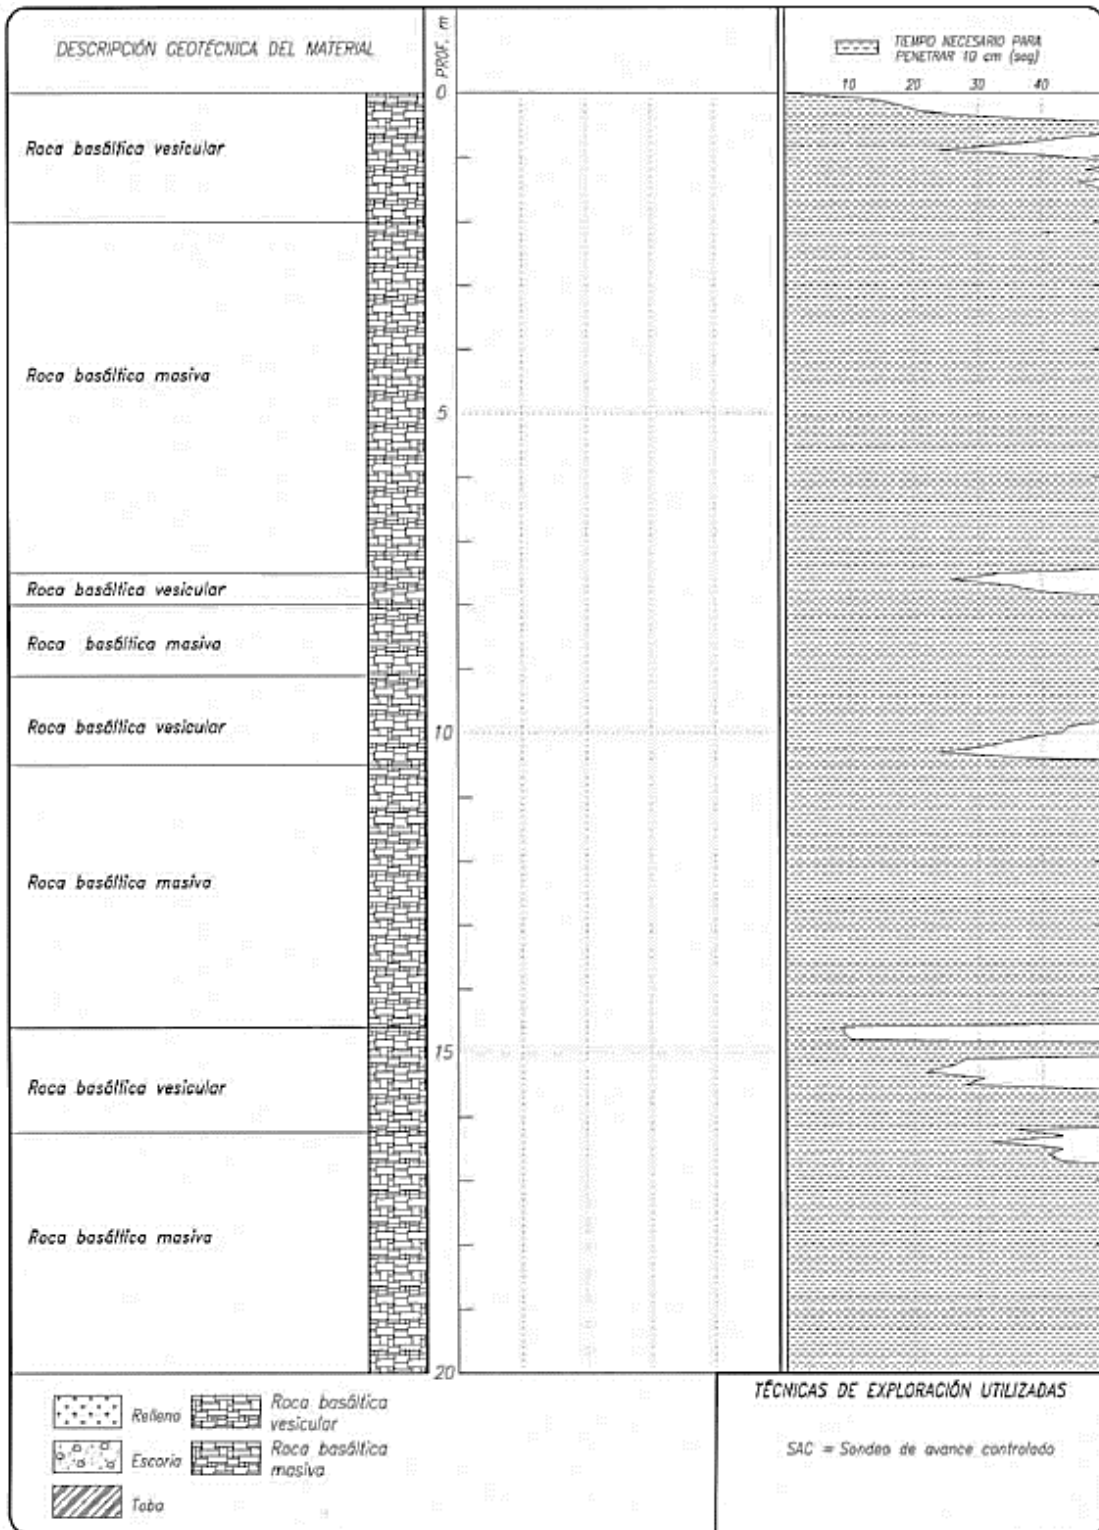 DESCRIPCIÓN GEOTÉCNICA DEL MATERIAL
PROF. m
TIEMPO NECESARIO PARA
PENETRAR 10 cm (seg)
10 20 30 40
0
Roca basáltica vesicular
Roca basáltica masiva
5
Roca basáltica vesicular
Roca basáltica masiva
Roca basáltica vesicular
10
Roca basáltica masiva
15
Roca basáltica vesicular
Roca basáltica masiva
20
Relleno
Roca basáltica
vesicular
Escoria
Roca basáltica
masiva
Toba
TÉCNICAS DE EXPLORACIÓN UTILIZADAS
SAC = Sondeo de avance controlado